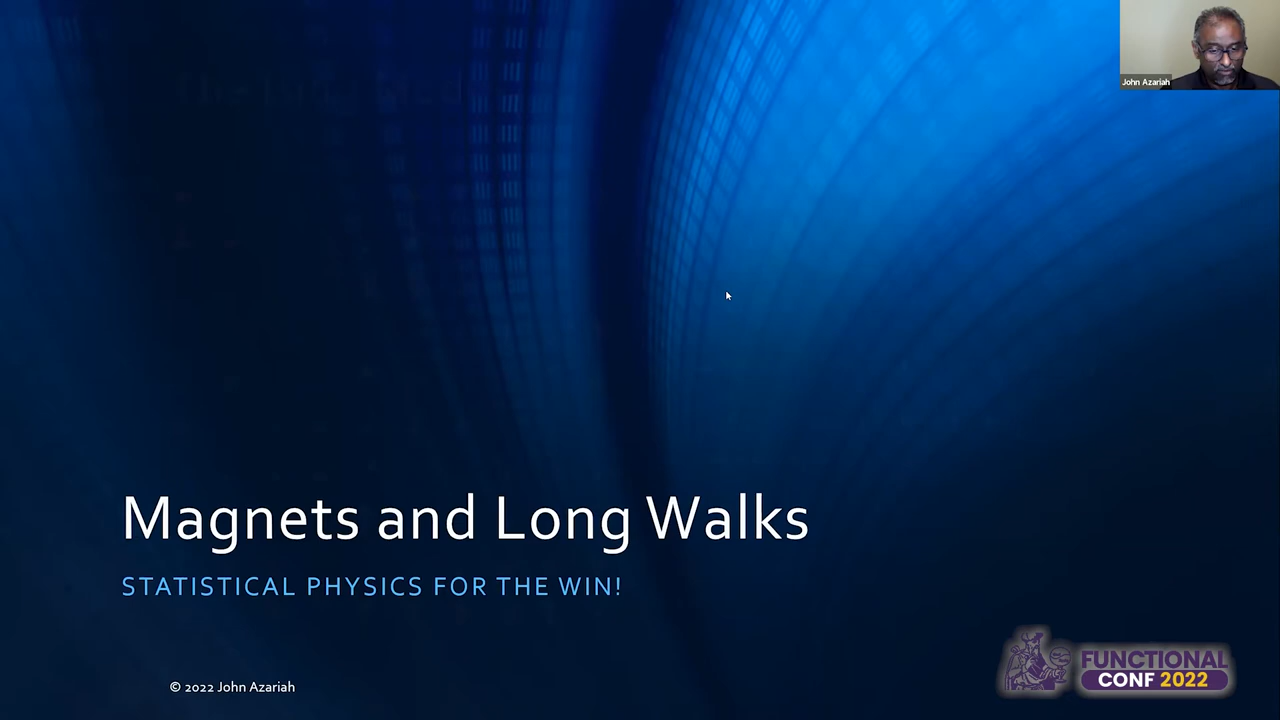 John Azariah
Magnets and Long Walks
STATISTICAL PHYSICS FOR THE WIN!
© 2022 John Azariah
FUNCTIONAL
CONF 2022